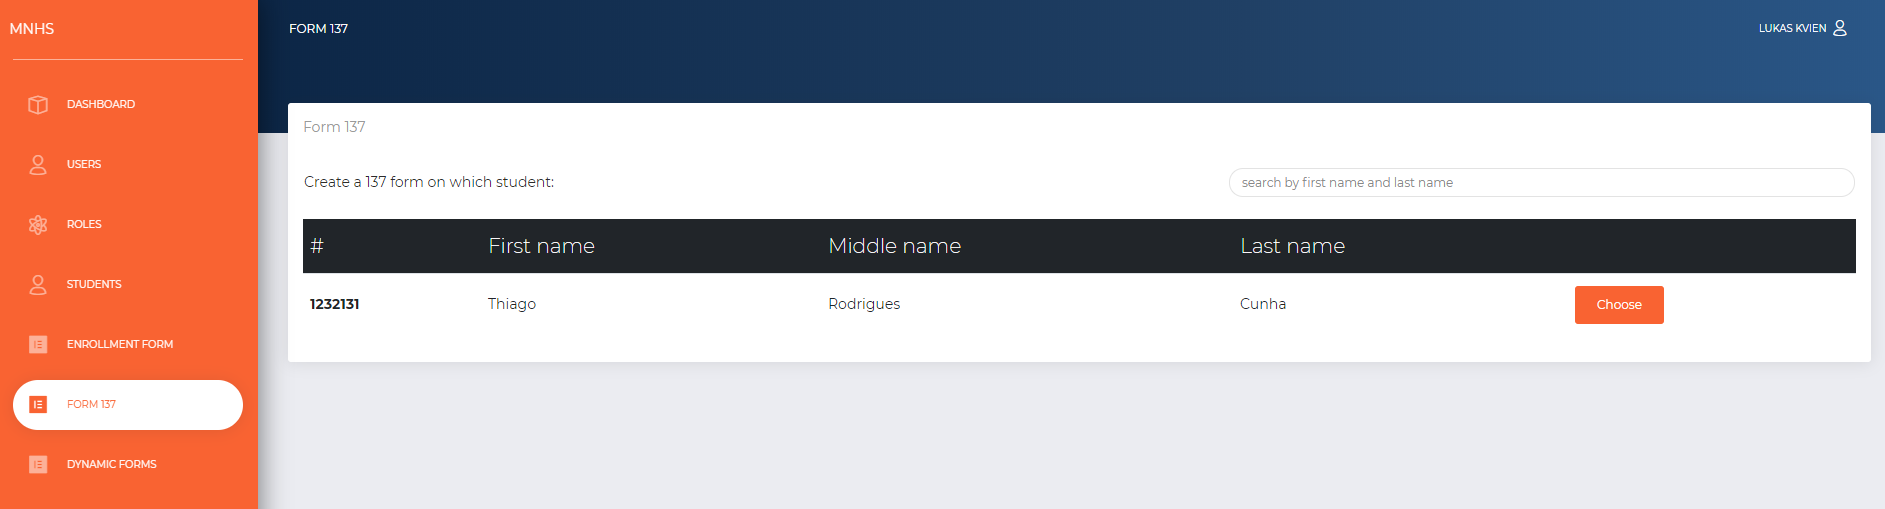 MNHS
DASHBOARD
USERS
ROLES
STUDENTS
ENROLLMENT FORM
FORM 137
DYNAMIC FORMS
FORM 137
LUKAS KVIEN
Form 137
Create a 137 form on which student:
search by first name and last name
# First name Middle name Last name
1232131 Thiago Rodrigues Cunha Choose